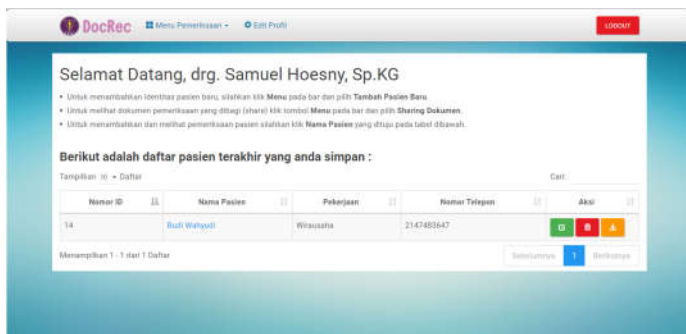 DocRec Menu Pemeriksaan Edit Profil LOGOUT
Selamat Datang, drg. Samuel Hoesny, Sp.KG
• Untuk menambahkan identitas pasien baru, silahkan klik Menu pada bar dan pilih Tambah Pasien Baru.
• Untuk melihat dokumen pemeriksaan yang dibagi (share) klik tombol Menu pada bar dan pilih Sharing Dokumen.
• Untuk menambahkan dan melihat pemeriksaan pasien silahkan klik Nama Pasien yang dituju pada tabel dibawah.
Berikut adalah daftar pasien terakhir yang anda simpan :
Tampilkan 10 Daftar Cari:
Nomor ID Nama Pasien Pekerjaan Nomor Telepon Aksi
14 Budi Wahyudi Wirausaha 2147483647
Menampilkan 1 - 1 dari 1 Daftar Sebelumnya 1 Berikutnya